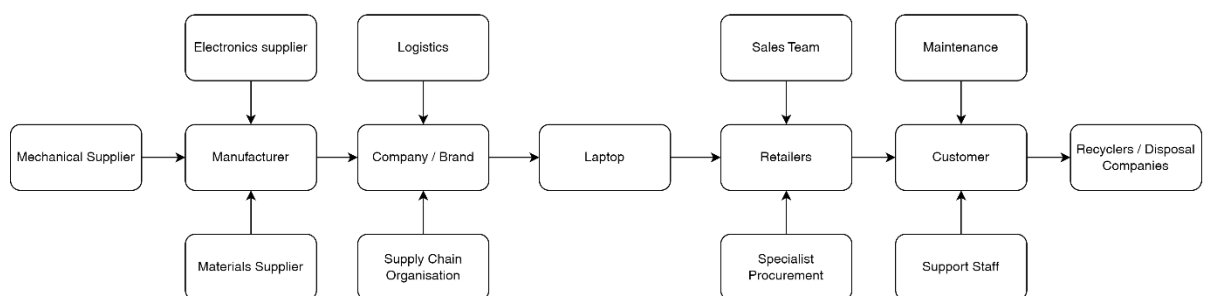 Electronics supplier
Logistics
Sales Team
Maintenance
Mechanical Supplier
Manufacturer
Company / Brand
Laptop
Retailers
Customer
Recyclers / Disposal
Companies
Materials Supplier
Supply Chain
Organisation
Specialist
Procurement
Support Staff